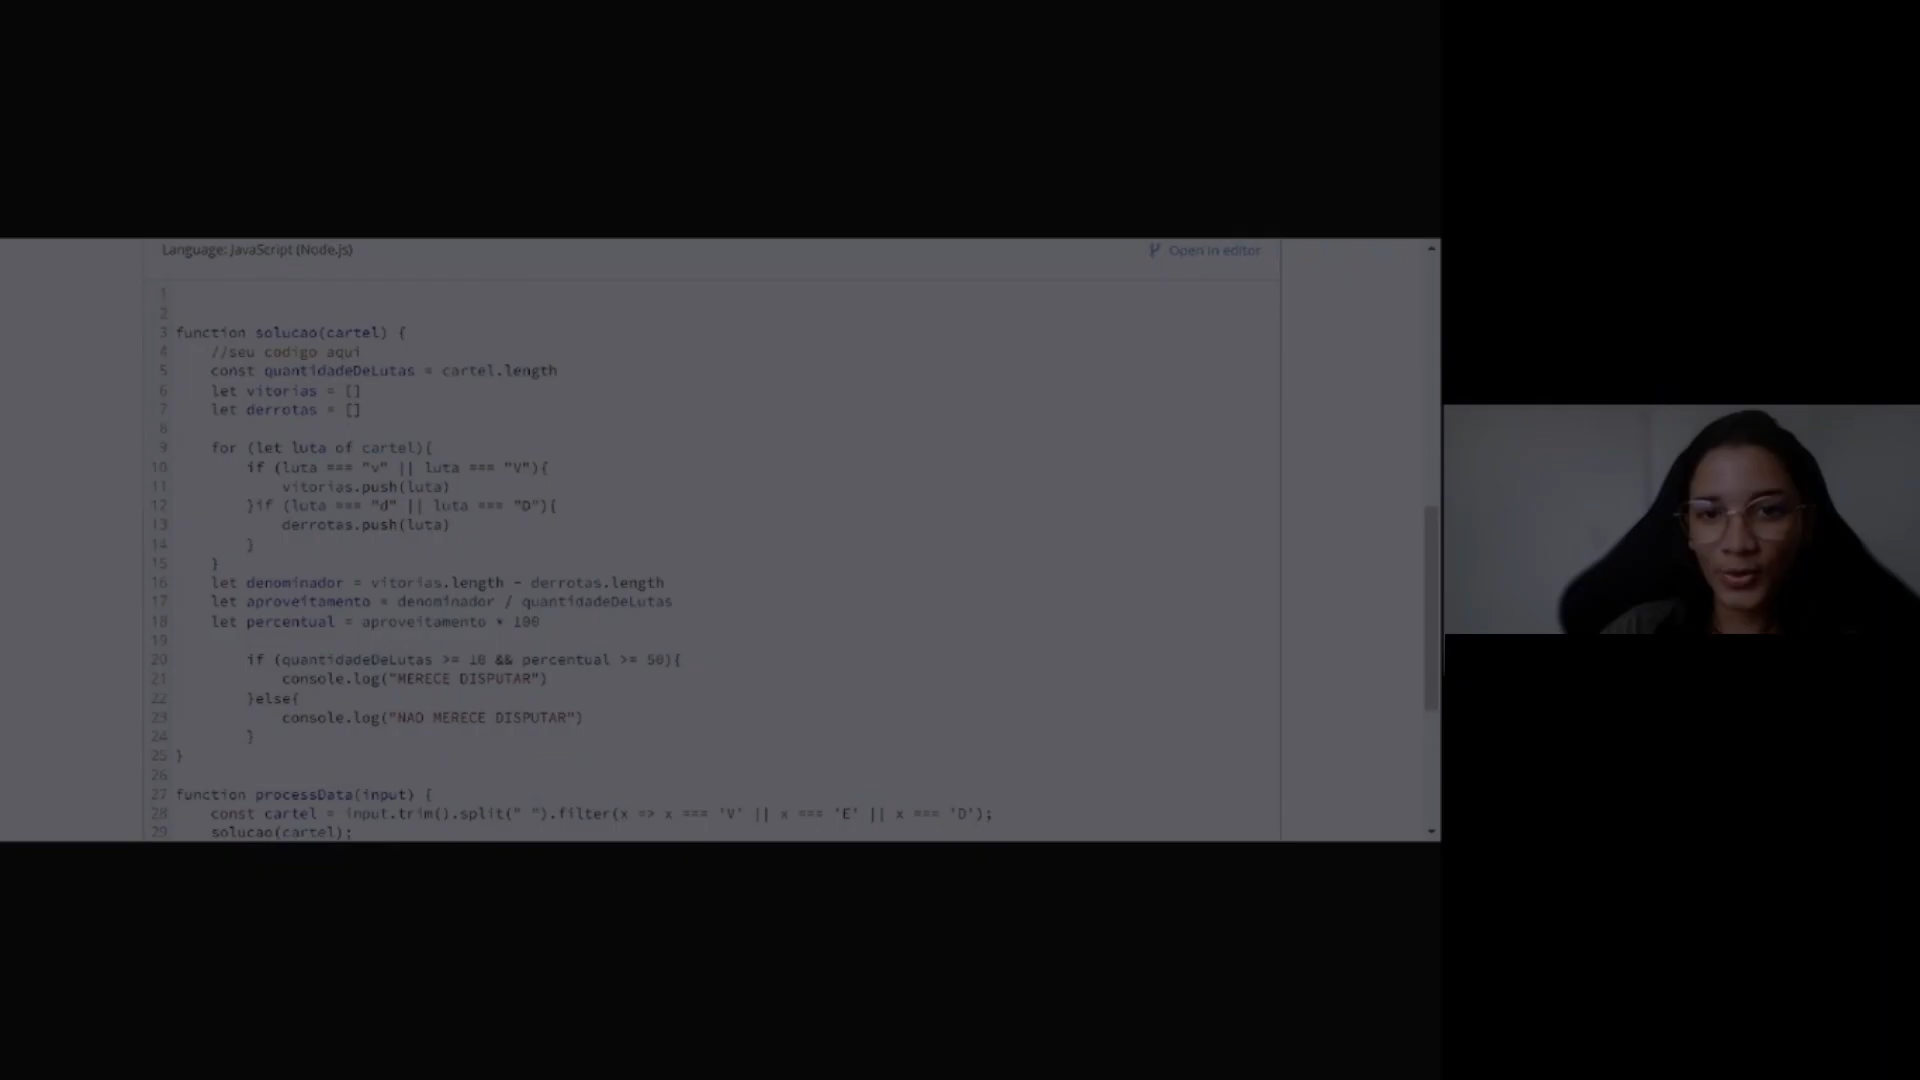 Language: JavaScript (Node.js)
Open in editor
1
2
3 function solucao(cartel) {
4 //seu codigo aqui
5 const quantidadeDeLutas = cartel.length
6 let vitorias = []
7 let derrotas = []
8
9 for (let luta of cartel){
10 if (luta === "v" || luta === "V"){
11 vitorias.push(luta)
12 }if (luta === "d" || luta === "D"){
13 derrotas.push(luta)
14 }
15 }
16 let denominador = vitorias.length - derrotas.length
17 let aproveitamento = denominador / quantidadeDeLutas
18 let percentual = aproveitamento * 100
19
20 if (quantidadeDeLutas >= 10 && percentual >= 50){
21 console.log("MERECE DISPUTAR")
22 }else{
23 console.log("NAO MERECE DISPUTAR")
24 }
25 }
26
27 function processData(input) {
28 const cartel = input.trim().split(" ").filter(x => x === 'V' || x === 'E' || x === 'D');
29 solucao(cartel);